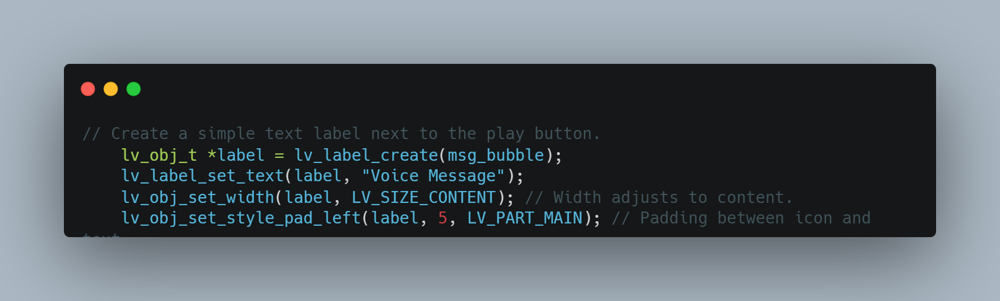 // Create a simple text label next to the play button.
    lv_obj_t *label = lv_label_create(msg_bubble);
    lv_label_set_text(label, "Voice Message");
    lv_obj_set_width(label, LV_SIZE_CONTENT); // Width adjusts to content.
    lv_obj_set_style_pad_left(label, 5, LV_PART_MAIN); // Padding between icon and